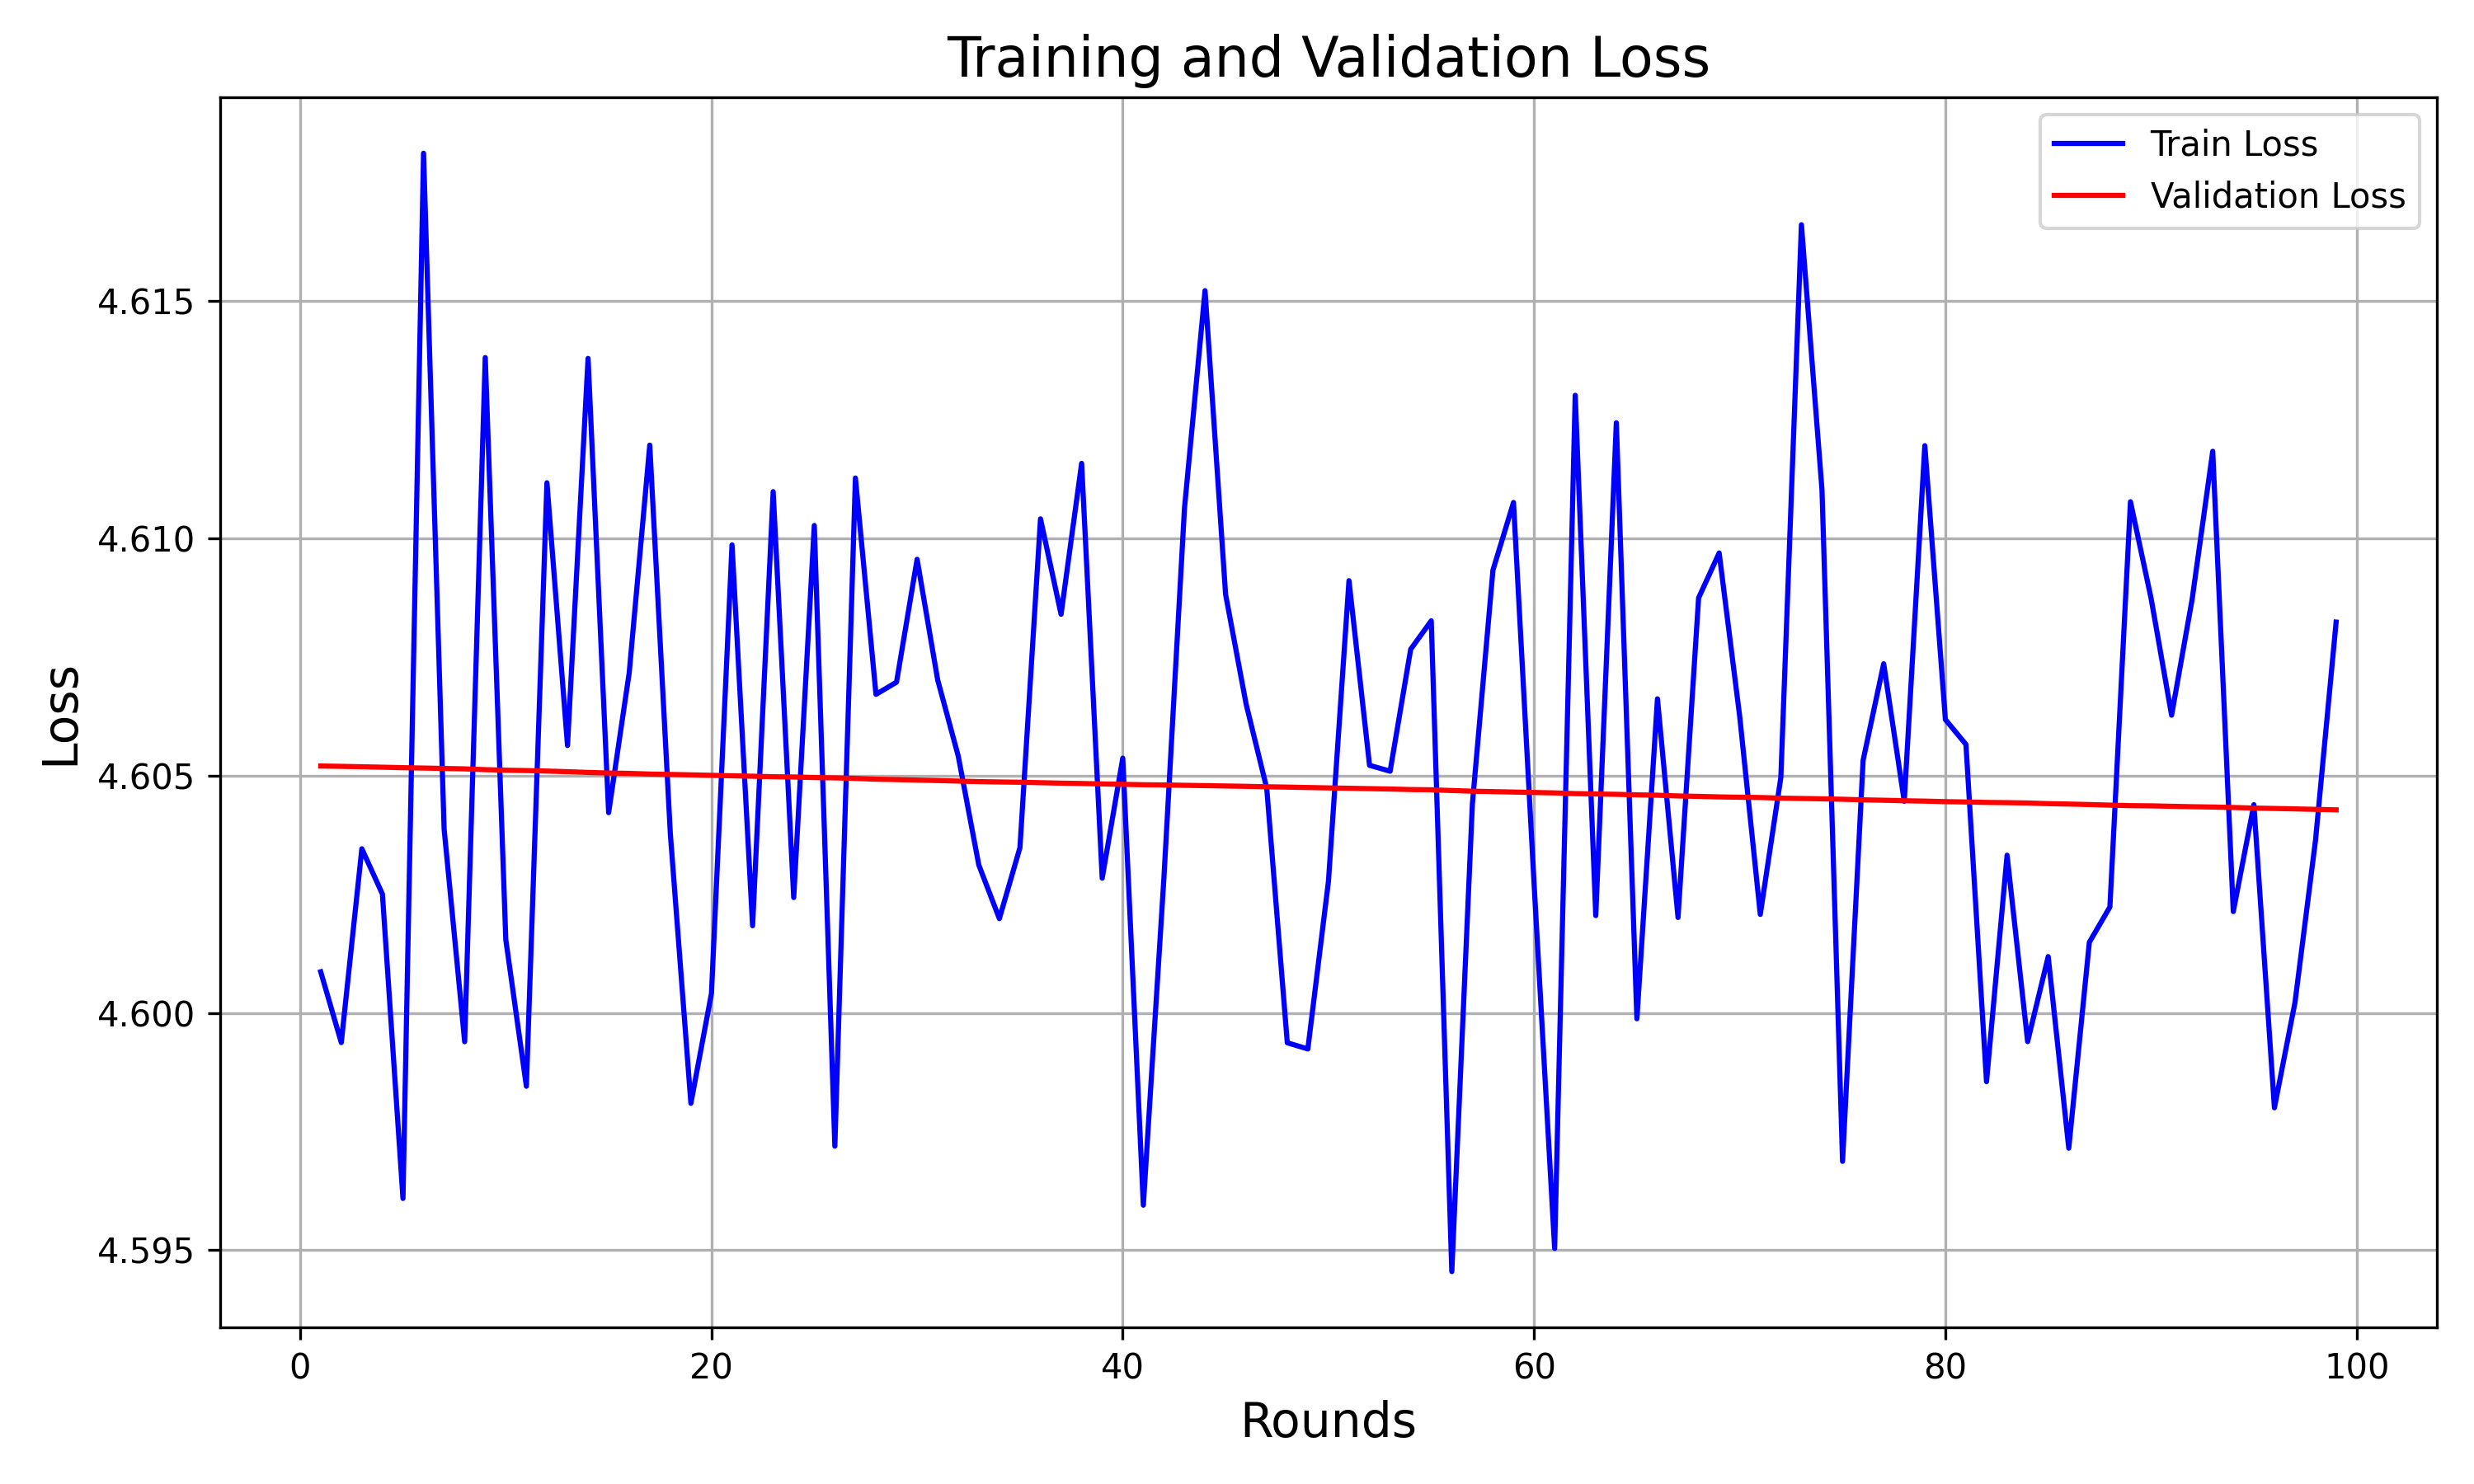 Training and Validation Loss
Train Loss
Validation Loss
4.615
4.610
4.605
4.600
4.595
Loss
0 20 40 60 80 100
Rounds